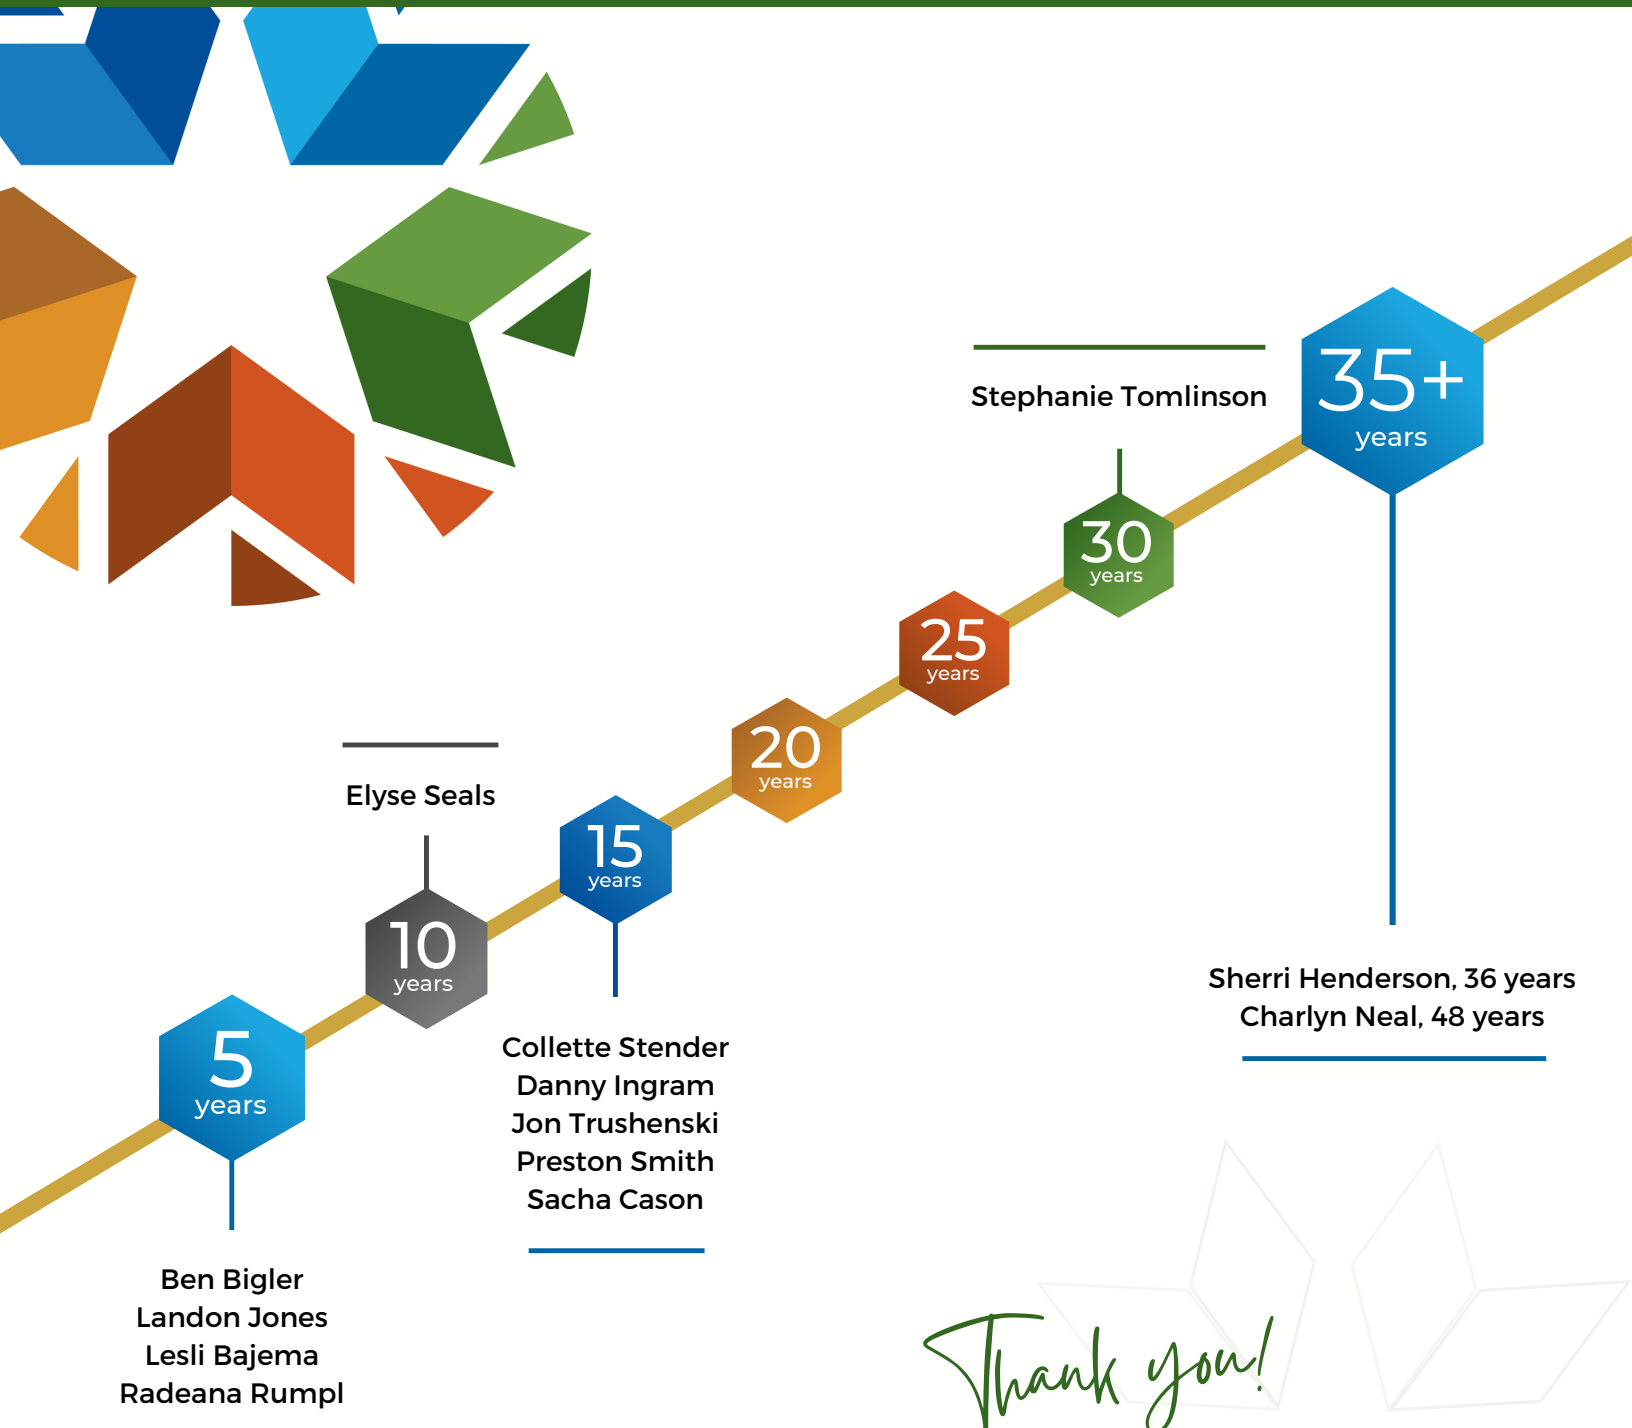 35+
years
Stephanie Tomlinson
30
years
25
years
20
years
Elyse Seals
15
years
10
years
Sherri Henderson, 36 years
Charlyn Neal, 48 years
5
years
Collette Stender
Danny Ingram
Jon Trushenski
Preston Smith
Sacha Cason
Ben Bigler
Landon Jones
Lesli Bajema
Radeana Rumpl
Thank you!